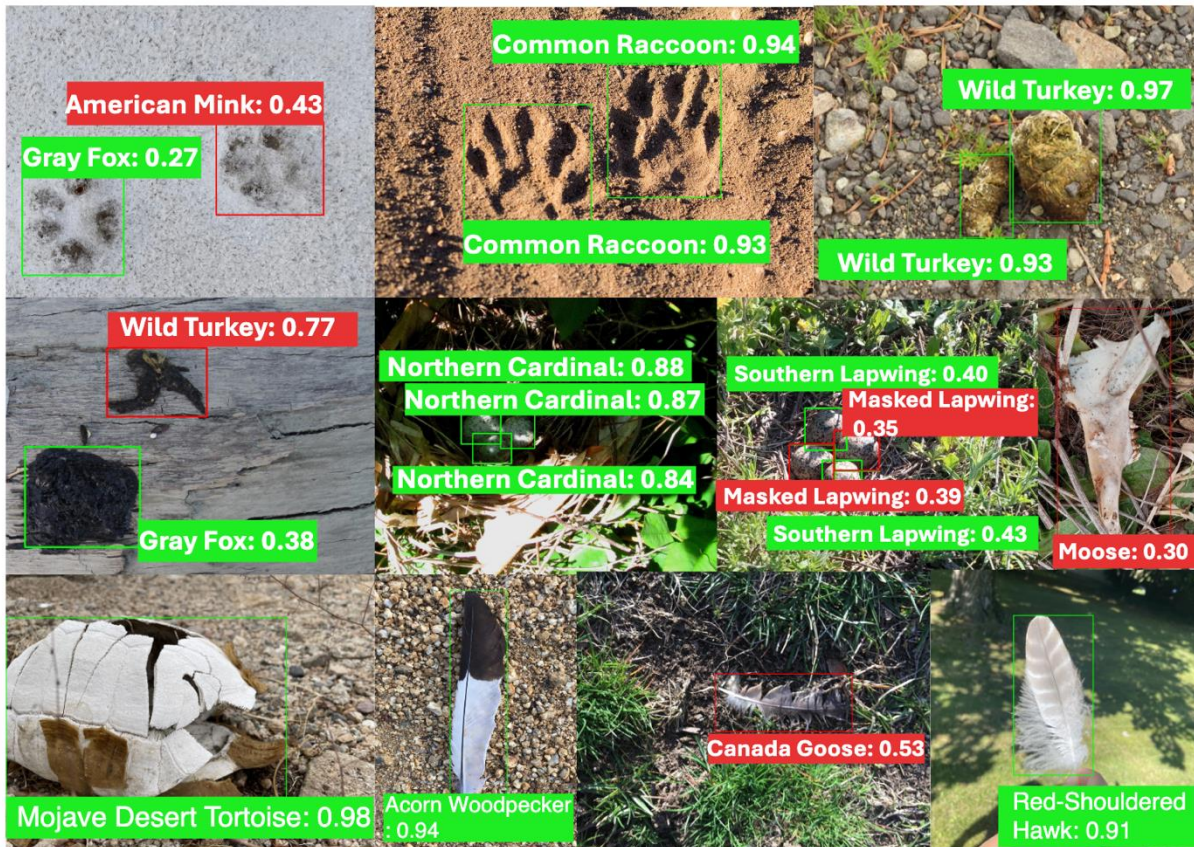 American Mink: 0.43
Gray Fox: 0.27
Common Raccoon: 0.94
Common Raccoon: 0.93
Wild Turkey: 0.97
Wild Turkey: 0.93
Wild Turkey: 0.77
Gray Fox: 0.38
Northern Cardinal: 0.88
Northern Cardinal: 0.87
Northern Cardinal: 0.84
Southern Lapwing: 0.40
Masked Lapwing:
0.35
Masked Lapwing: 0.39
Southern Lapwing: 0.43
Moose: 0.30
Mojave Desert Tortoise: 0.98
Acorn Woodpecker
: 0.94
Canada Goose: 0.53
Red-Shouldered
Hawk: 0.91